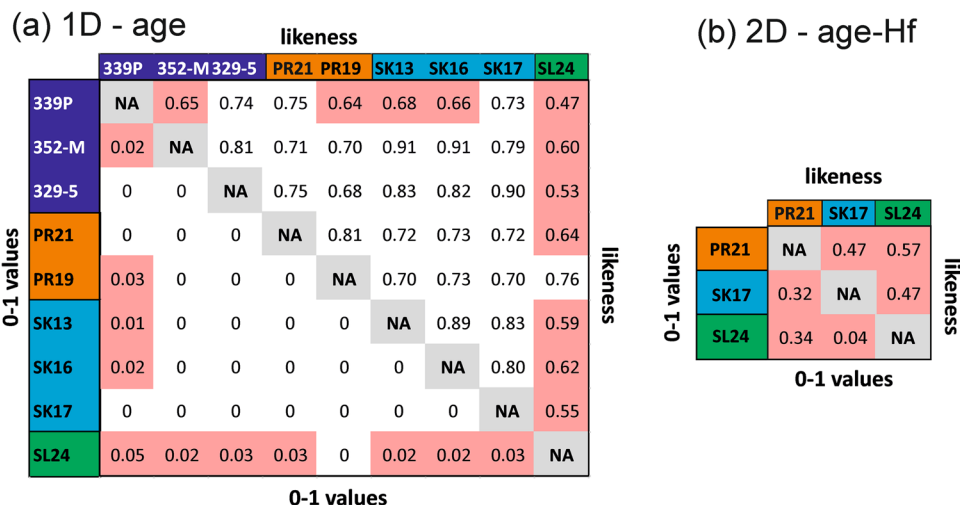 (a) 1D - age
likeness
339P 352-M 329-5 PR21 PR19 SK13 SK16 SK17 SL24
339P NA 0.65 0.74 0.75 0.64 0.68 0.66 0.73 0.47
352-M 0.02 NA 0.81 0.71 0.70 0.91 0.91 0.79 0.60
329-5 0 0 NA 0.75 0.68 0.83 0.82 0.90 0.53
PR21 0 0 0 NA 0.81 0.72 0.73 0.72 0.64
PR19 0.03 0 0 0 NA 0.70 0.73 0.70 0.76
SK13 0.01 0 0 0 0 NA 0.89 0.83 0.59
SK16 0.02 0 0 0 0 0 NA 0.80 0.62
SK17 0 0 0 0 0 0 0 NA 0.55
SL24 0.05 0.02 0.03 0.03 0 0.02 0.02 0.03 NA
0-1 values
likeness
0-1 values
(b) 2D - age-Hf
likeness
PR21 SK17 SL24
PR21 NA 0.47 0.57
SK17 0.32 NA 0.47
SL24 0.34 0.04 NA
0-1 values
likeness
0-1 values